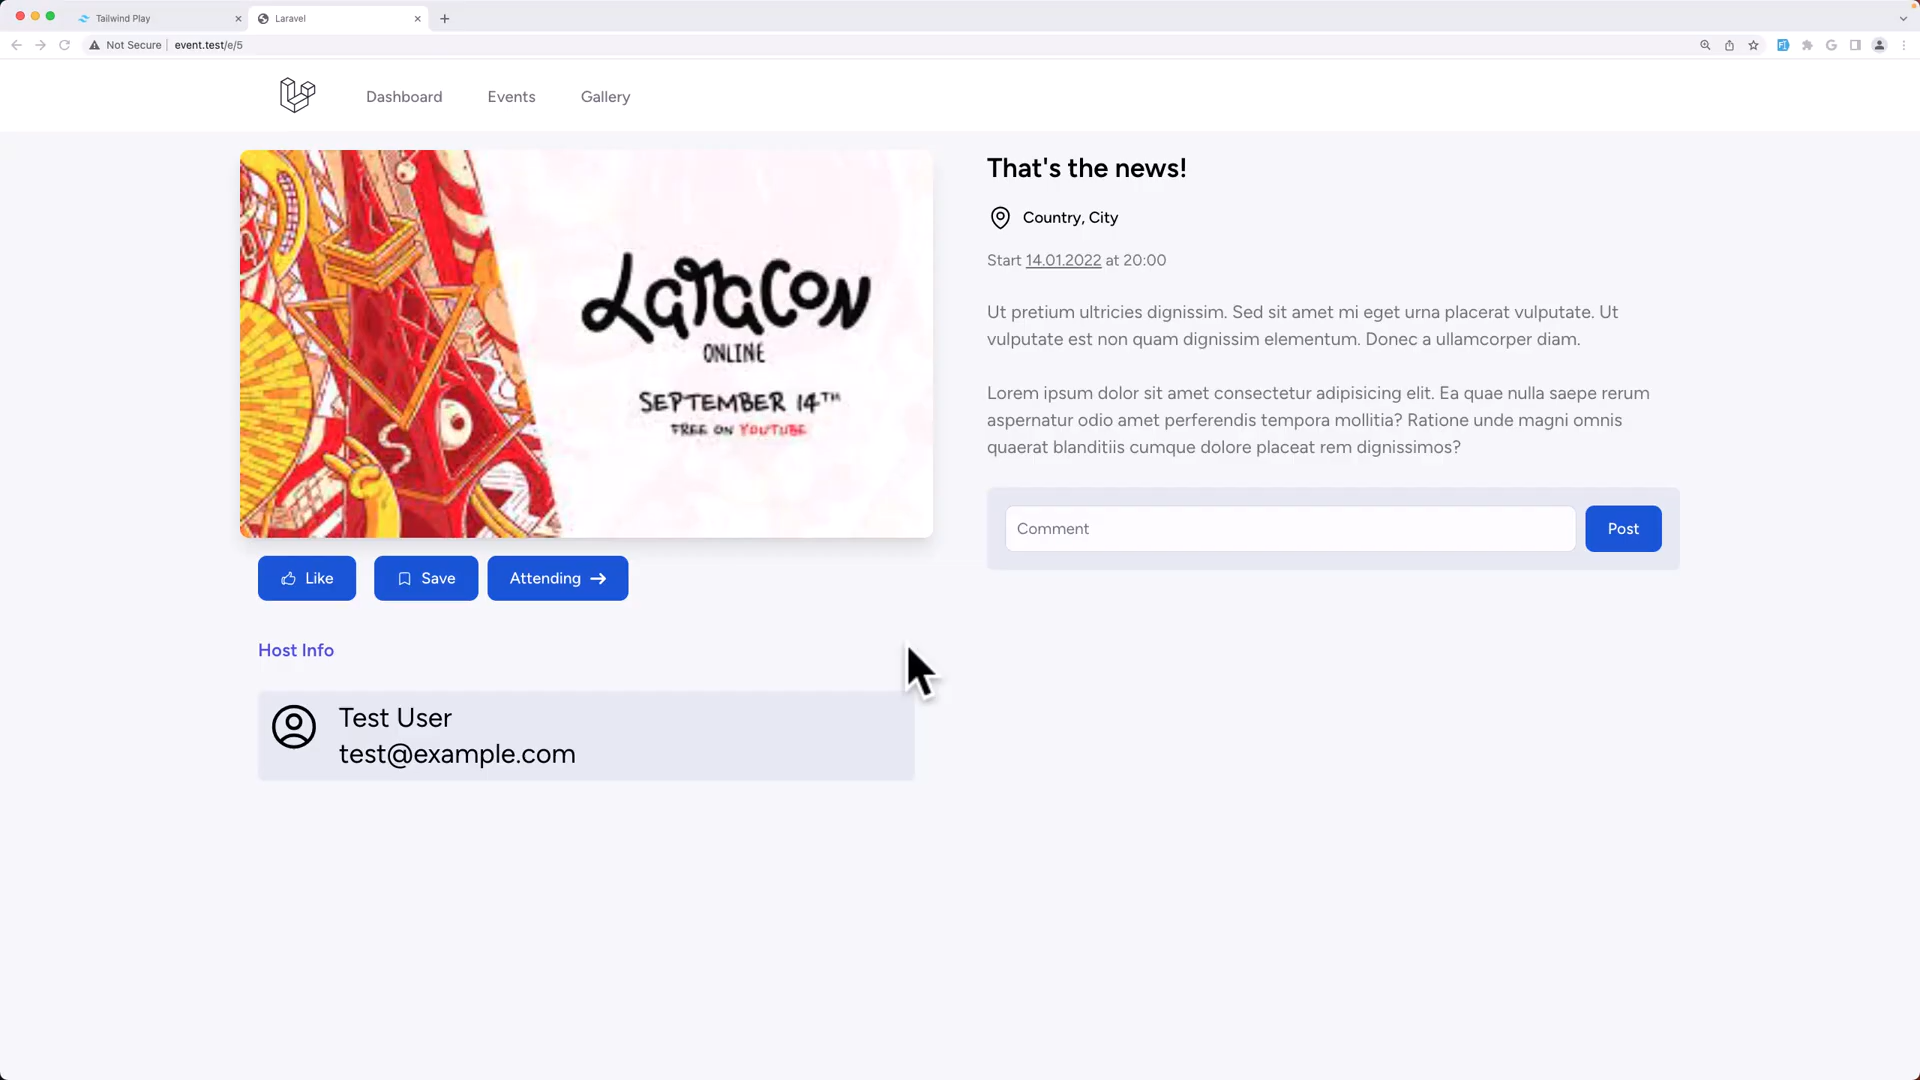 Tailwind Play
Laravel
Not Secure
event.test/e/5
Dashboard
Events
Gallery
LaraCON
ONLINE
SEPTEMBER 14TH
FREE ON YOUTUBE
Like
Save
Attending
Host Info
Test User
test@example.com
That's the news!
Country, City
Start 14.01.2022 at 20:00
Ut pretium ultricies dignissim. Sed sit amet mi eget urna placerat vulputate. Ut
vulputate est non quam dignissim elementum. Donec a ullamcorper diam.
Lorem ipsum dolor sit amet consectetur adipisicing elit. Ea quae nulla saepe rerum
aspernatur odio amet perferendis tempora mollitia? Ratione unde magni omnis
quaerat blanditiis cumque dolore placeat rem dignissimos?
Comment
Post